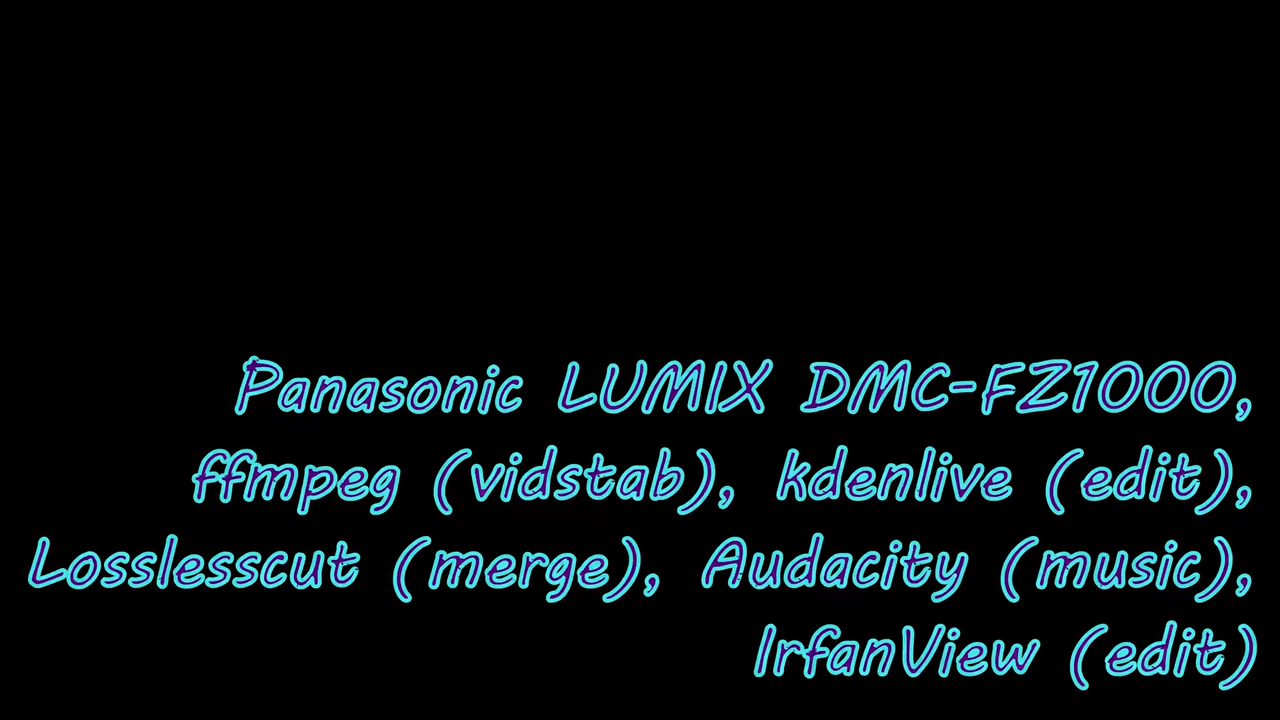 Panasonic LUMIX DMC-FZ1000,
ffmpeg (vidstab), kdenlive (edit),
Losslesscut (merge), Audacity (music),
IrfanView (edit)